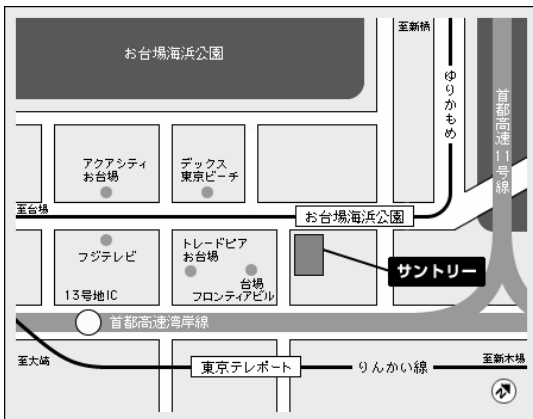 至新橋
お台場海浜公園
ゆりかもめ
首都高速11号線
アクアシティ
お台場
デックス
東京ビーチ
至台場
お台場海浜公園
フジテレビ
トレードピア
お台場
台場
フロンティアビル
サントリー
13号地IC
首都高速湾岸線
至大崎
東京テレポート
りんかい線
至新木場
N